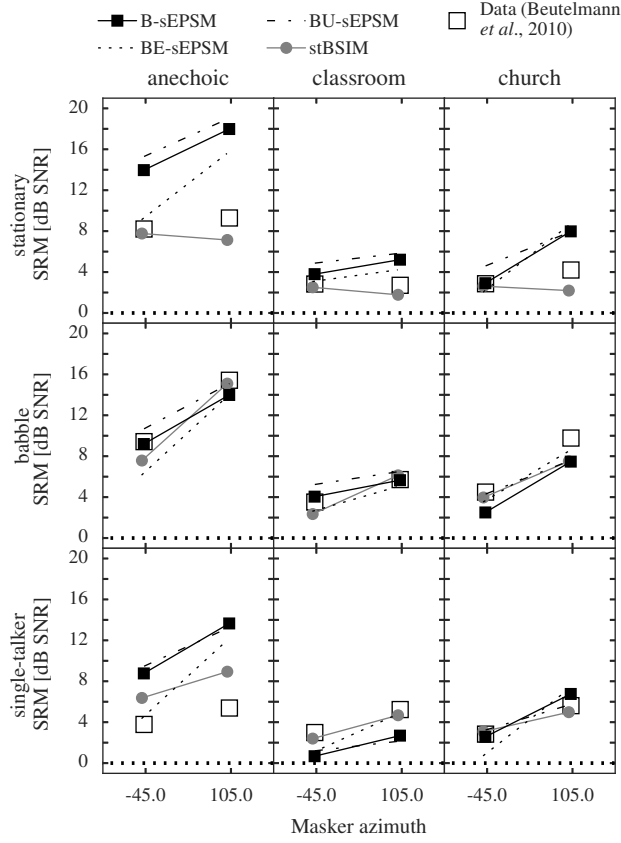 B-sEPSM
BU-sEPSM
Data (Beutelmann
et al., 2010)
BE-sEPSM
stBSIM
anechoic
classroom
church
stationary
SRM [dB SNR]
20
16
12
8
4
0
babble
SRM [dB SNR]
20
16
12
8
4
0
single-talker
SRM [dB SNR]
20
16
12
8
4
0
-45.0 105.0 -45.0 105.0 -45.0 105.0
Masker azimuth